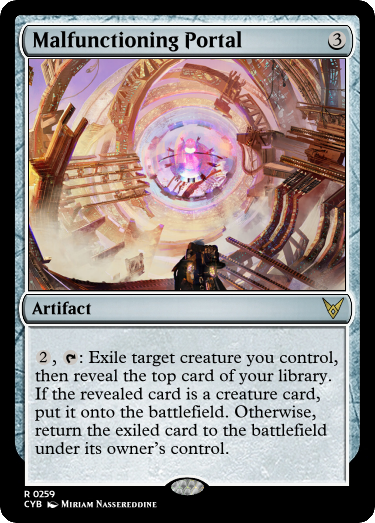 Malfunctioning Portal 3
Artifact
2, : Exile target creature you control,
then reveal the top card of your library.
If the revealed card is a creature card,
put it onto the battlefield. Otherwise,
return the exiled card to the battlefield
under its owner's control.
R 0259
CYB Miriam Nassereddine